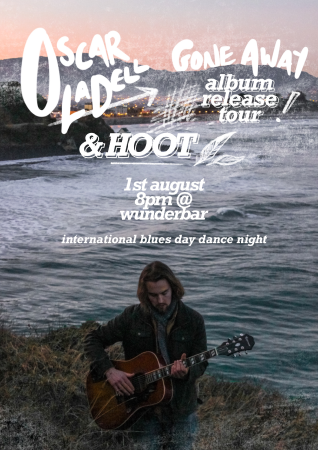 OSCAR LADELL
GONE AWAY
album
release
tour !
& HOOT
1st august
8pm @
wunderbar
international blues day dance night